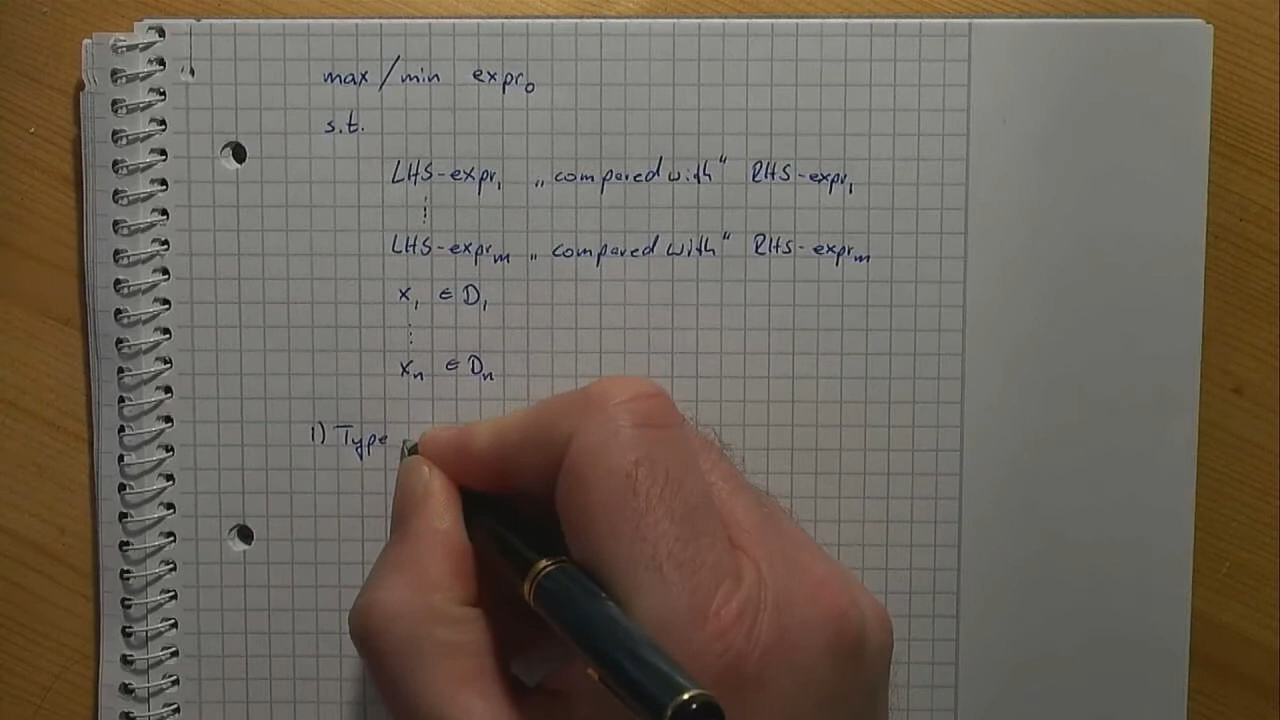 max/min expr₀
s.t.
LHS-expr₁ „compared with“ RHS-expr₁
⋮
LHS-exprₘ „compared with“ RHS-exprₘ
x₁ ∈ D₁
⋮
xₙ ∈ Dₙ
1) Type